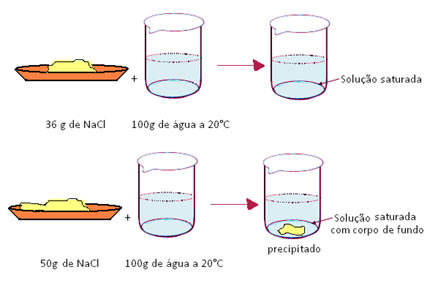 +
Solução saturada
36 g de NaCl
100g de água a 20°C
+
Solução saturada
com corpo de fundo
precipitado
50g de NaCl
100g de água a 20°C